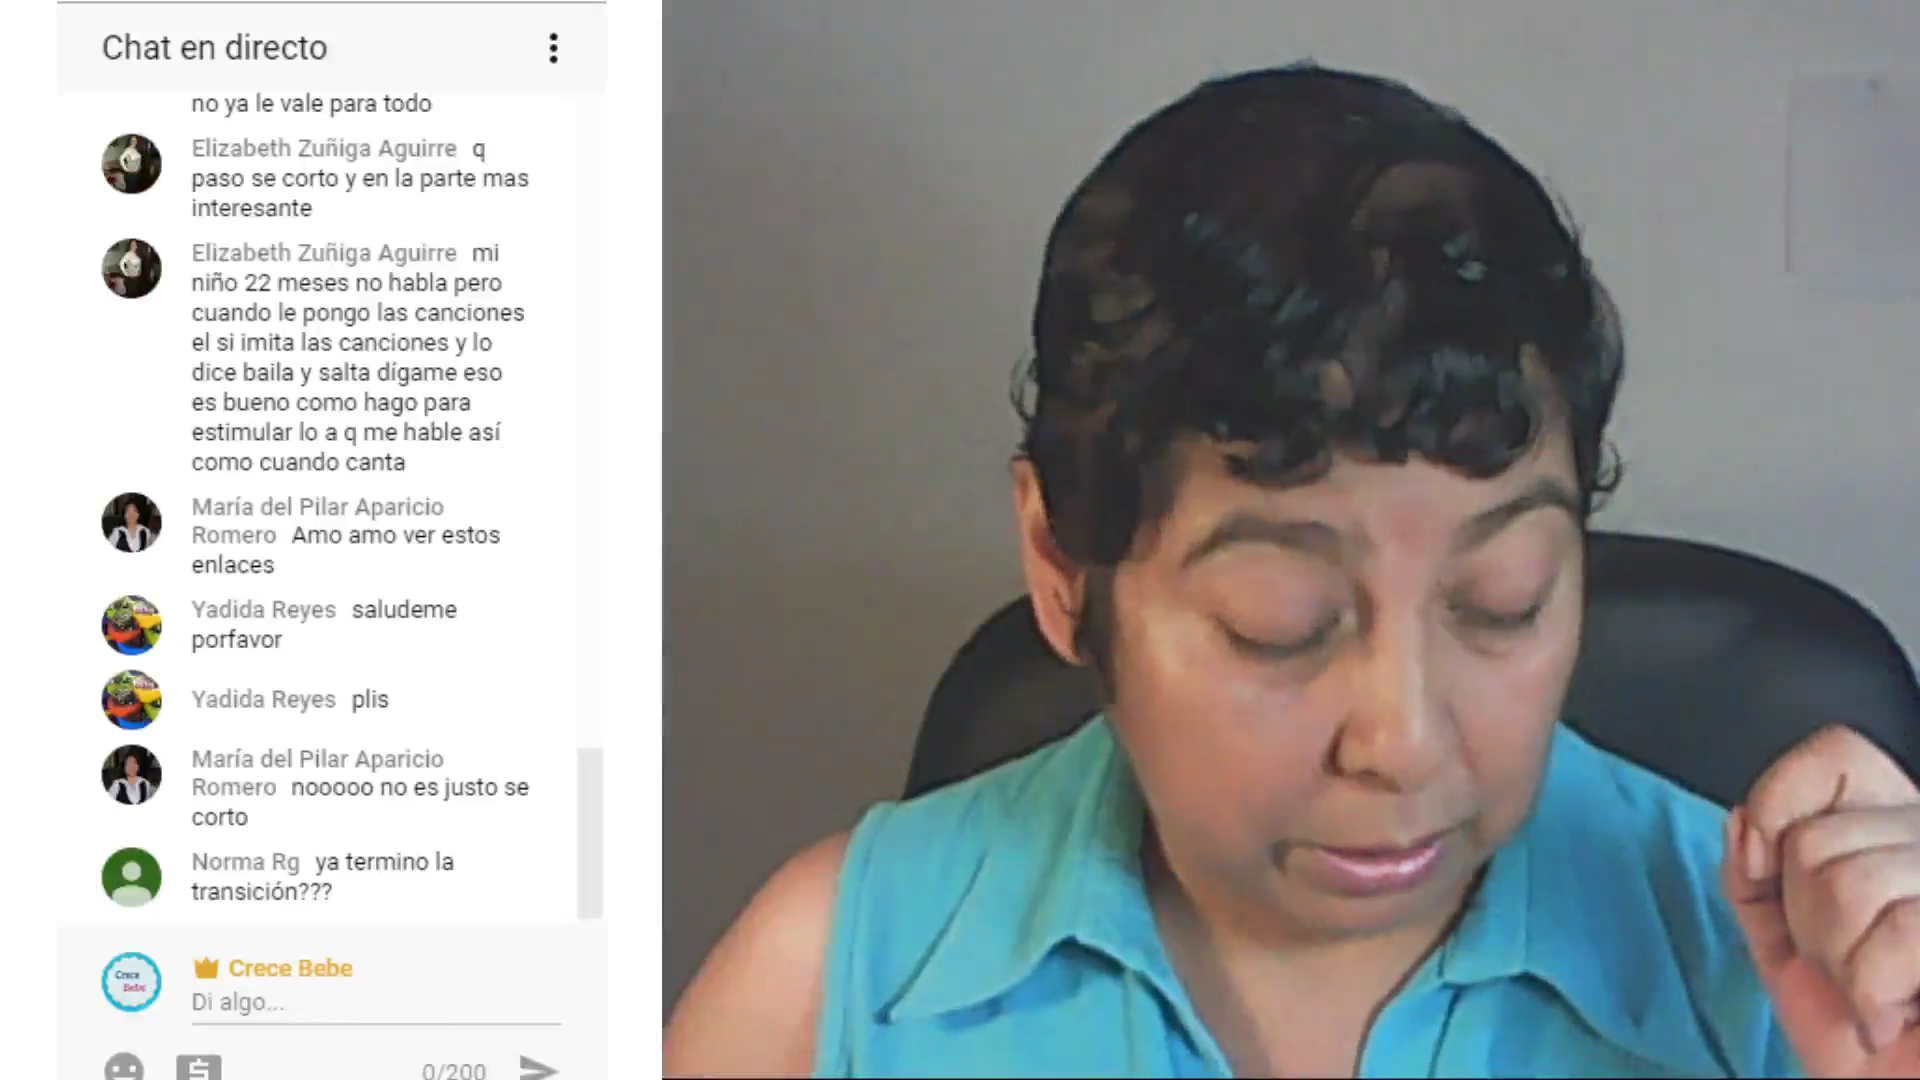 Chat en directo
no ya le vale para todo
Elizabeth Zuñiga Aguirre q
paso se corto y en la parte mas
interesante
Elizabeth Zuñiga Aguirre mi
niño 22 meses no habla pero
cuando le pongo las canciones
el si imita las canciones y lo
dice baila y salta dígame eso
es bueno como hago para
estimular lo a q me hable así
como cuando canta
María del Pilar Aparicio
Romero Amo amo ver estos
enlaces
Yadida Reyes saludeme
porfavor
Yadida Reyes plis
María del Pilar Aparicio
Romero nooooo no es justo se
corto
Norma Rg ya termino la
transición???
Crece
Bebe
Crece Bebe
Di algo...
0/200